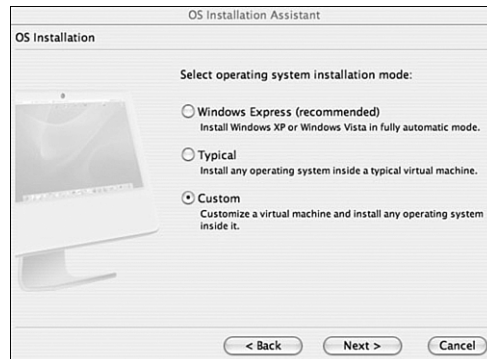 OS Installation Assistant
OS Installation
Select operating system installation mode:
Windows Express (recommended)
Install Windows XP or Windows Vista in fully automatic mode.
Typical
Install any operating system inside a typical virtual machine.
Custom
Customize a virtual machine and install any operating system
inside it.
< Back
Next >
Cancel